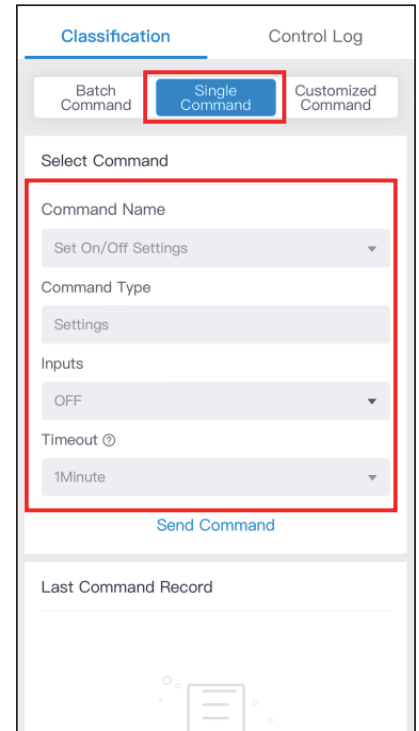 Classification
Control Log
Batch
Command
Single
Command
Customized
Command
Select Command
Command Name
Set On/Off Settings
Command Type
Settings
Inputs
OFF
Timeout ?
1Minute
Send Command
Last Command Record